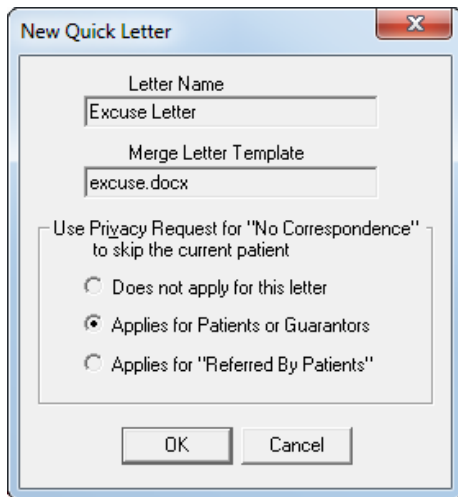 New Quick Letter
Letter Name
Excuse Letter
Merge Letter Template
excuse.docx
Use Privacy Request for "No Correspondence"
to skip the current patient
Does not apply for this letter
Applies for Patients or Guarantors
Applies for "Referred By Patients"
OK Cancel